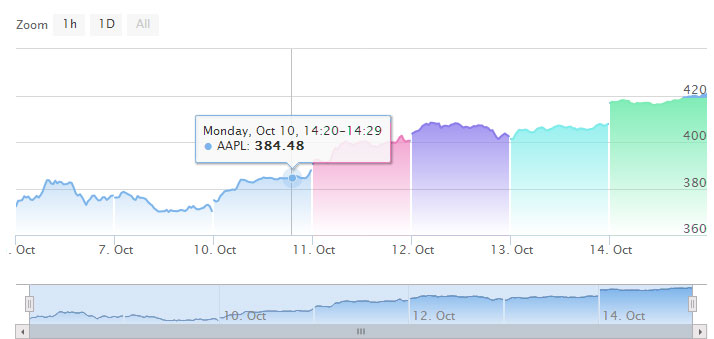 Zoom 1h 1D All
420
Monday, Oct 10, 14:20–14:29
● AAPL: 384.48
400
380
360
. Oct 7. Oct 10. Oct 11. Oct 12. Oct 13. Oct 14. Oct
10. Oct 12. Oct 14. Oct